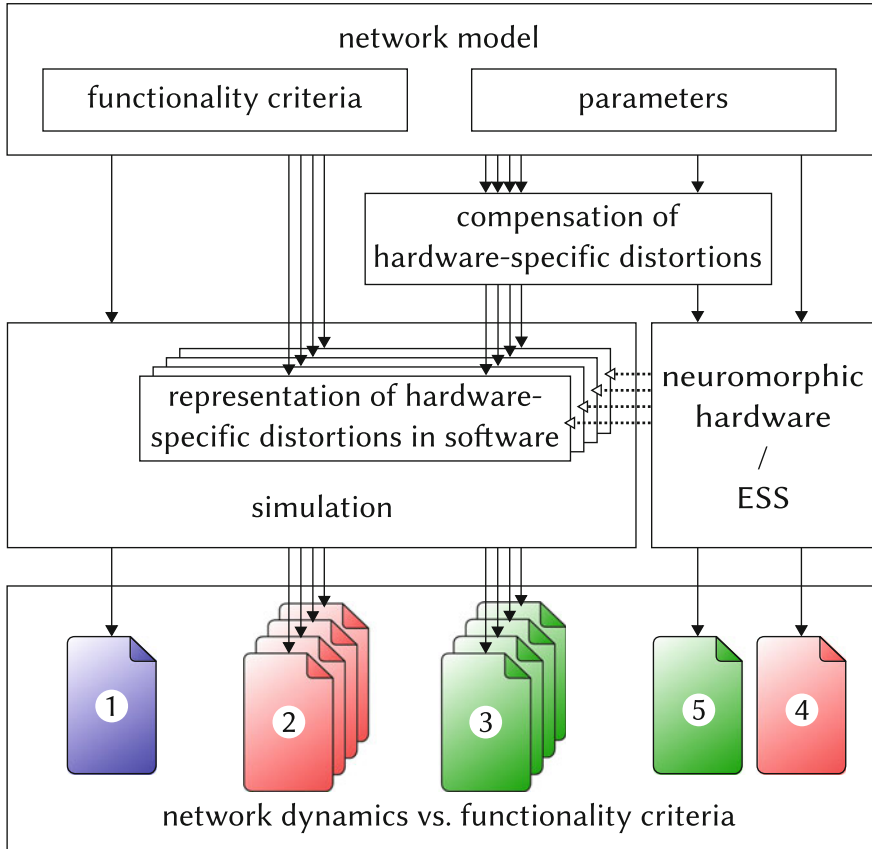 network model
functionality criteria
parameters
compensation of
hardware-specific distortions
representation of hardware-
specific distortions in software
simulation
neuromorphic
hardware
/
ESS
1
2
3
5
4
network dynamics vs. functionality criteria